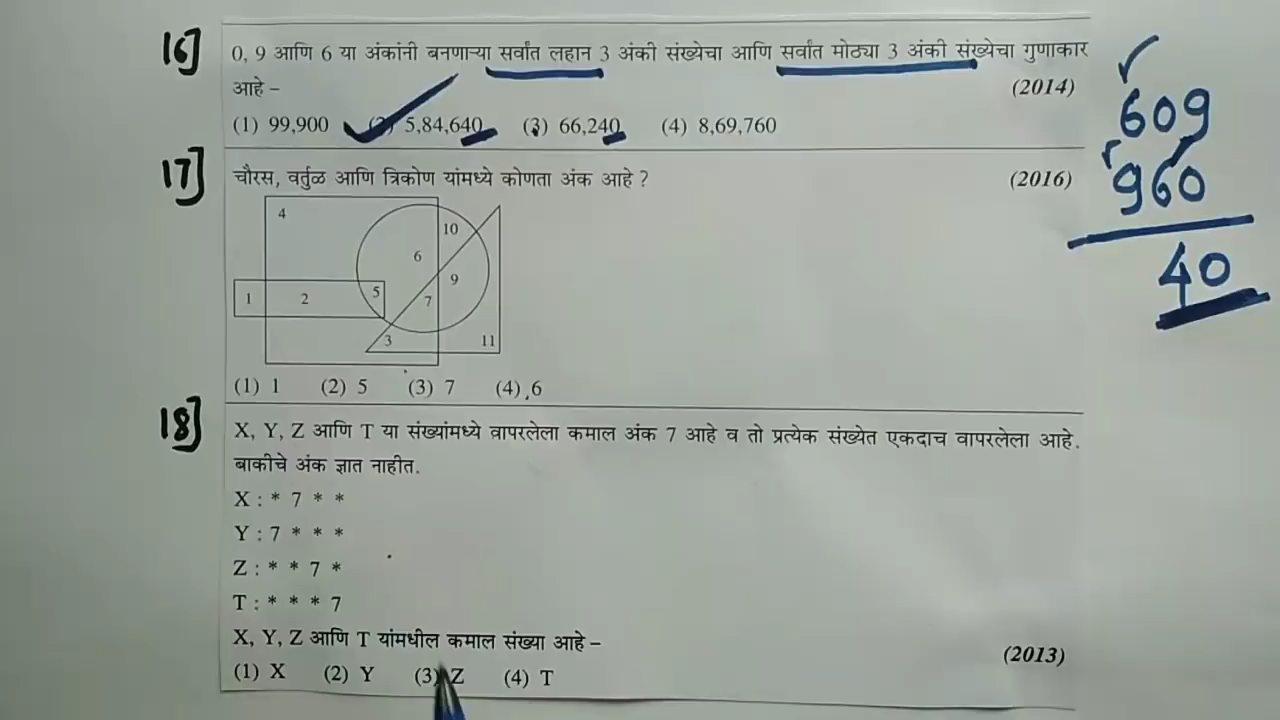 16] 0, 9 आणि 6 या अंकांनी बनणाऱ्या सर्वांत लहान 3 अंकी संख्येचा आणि सर्वांत मोठ्या 3 अंकी संख्येचा गुणाकार
आहे – (2014)
(1) 99,900 (2) 5,84,640 (3) 66,240 (4) 8,69,760
609
960
40
17] चौरस, वर्तुळ आणि त्रिकोण यांमध्ये कोणता अंक आहे ? (2016)
4
10
6
9
1 2 5 7
3 11
(1) 1 (2) 5 (3) 7 (4) 6
18] X, Y, Z आणि T या संख्यांमध्ये वापरलेला कमाल अंक 7 आहे व तो प्रत्येक संख्येत एकदाच वापरलेला आहे.
बाकीचे अंक ज्ञात नाहीत.
X : * 7 * *
Y : 7 * * *
Z : * * 7 *
T : * * * 7
X, Y, Z आणि T यांमधील कमाल संख्या आहे – (2013)
(1) X (2) Y (3) Z (4) T